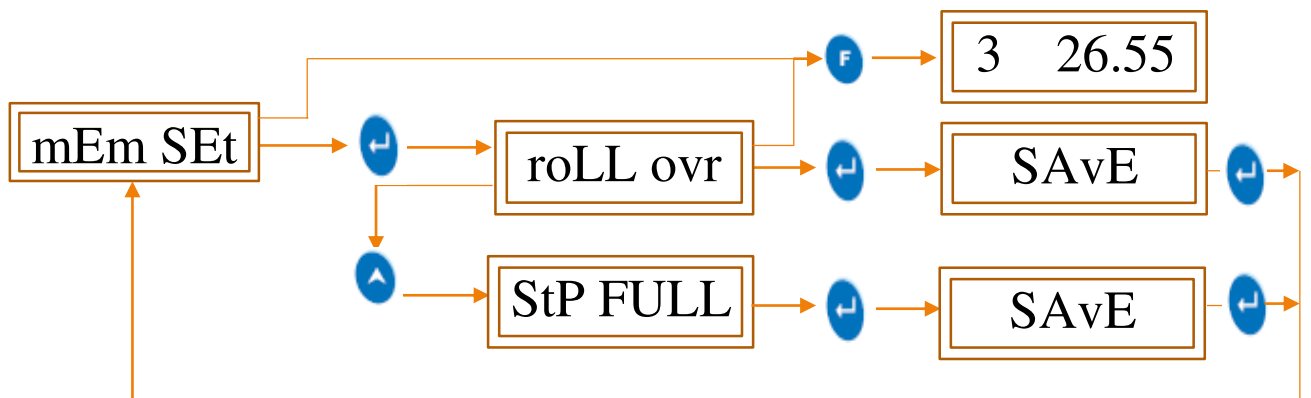 3 26.55
F
mEm SEt
roLL ovr
SAvE
StP FULL
SAvE